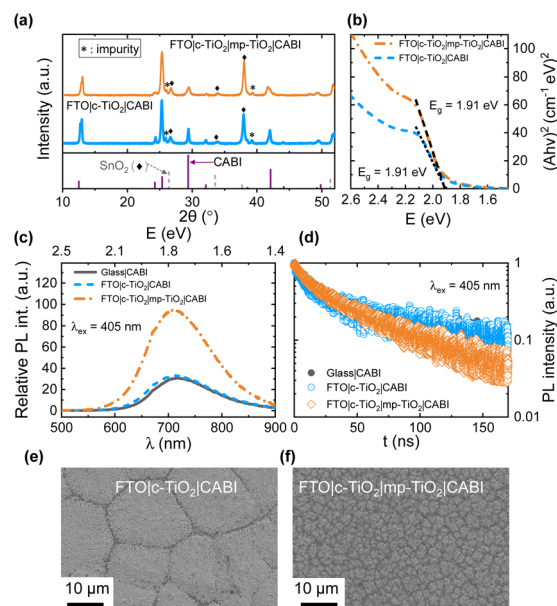 (a)
* : impurity
FTO|c-TiO2|mp-TiO2|CABI
FTO|c-TiO2|CABI
SnO2 (♦)
CABI
Intensity (a.u.)
10 20 30 40 50
2θ (°)
(b)
FTO|c-TiO2|mp-TiO2|CABI
FTO|c-TiO2|CABI
Eg = 1.91 eV
Eg = 1.91 eV
100
80
60
40
20
0
(Ahν)² (cm⁻¹ eV)²
2.6 2.4 2.2 2.0 1.8 1.6
E (eV)
(c)
E (eV)
2.5 2.1 1.8 1.6 1.4
Glass|CABI
FTO|c-TiO2|CABI
FTO|c-TiO2|mp-TiO2|CABI
λex = 405 nm
120
100
80
60
40
20
0
Relative PL int. (a.u.)
500 600 700 800 900
λ (nm)
(d)
λex = 405 nm
Glass|CABI
FTO|c-TiO2|CABI
FTO|c-TiO2|mp-TiO2|CABI
1
0.1
0.01
PL intensity (a.u.)
0 50 100 150
t (ns)
(e)
FTO|c-TiO2|CABI
10 µm
(f)
FTO|c-TiO2|mp-TiO2|CABI
10 µm